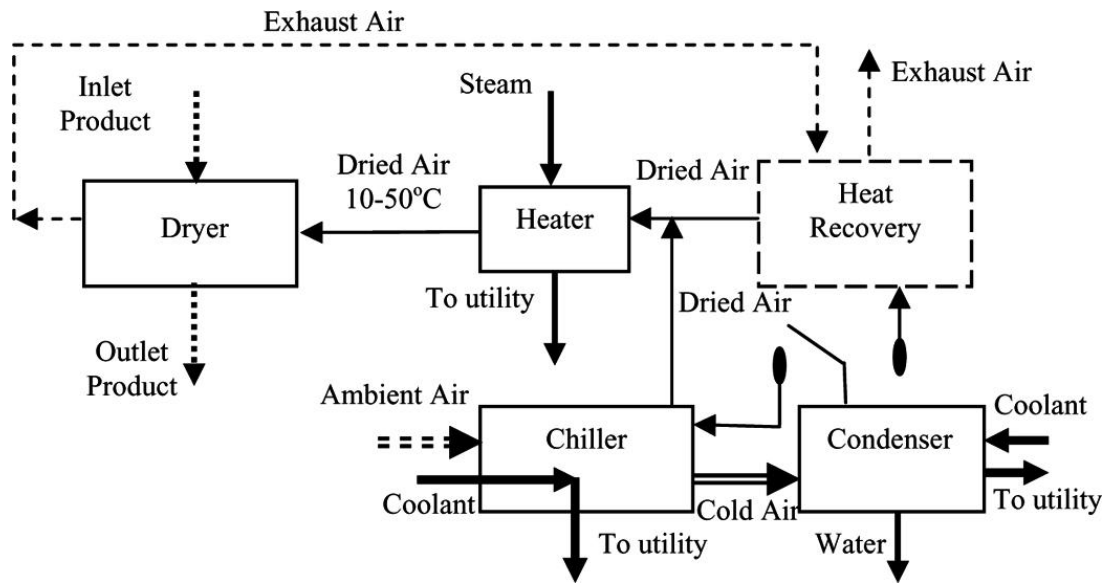 Exhaust Air
Exhaust Air
Inlet
Product
Steam
Dried Air
10-50ºC
Dried Air
Heat
Recovery
Dryer
Heater
To utility
Dried Air
Outlet
Product
Ambient Air
Chiller
Condenser
Coolant
Coolant
Cold Air
To utility
To utility
Water